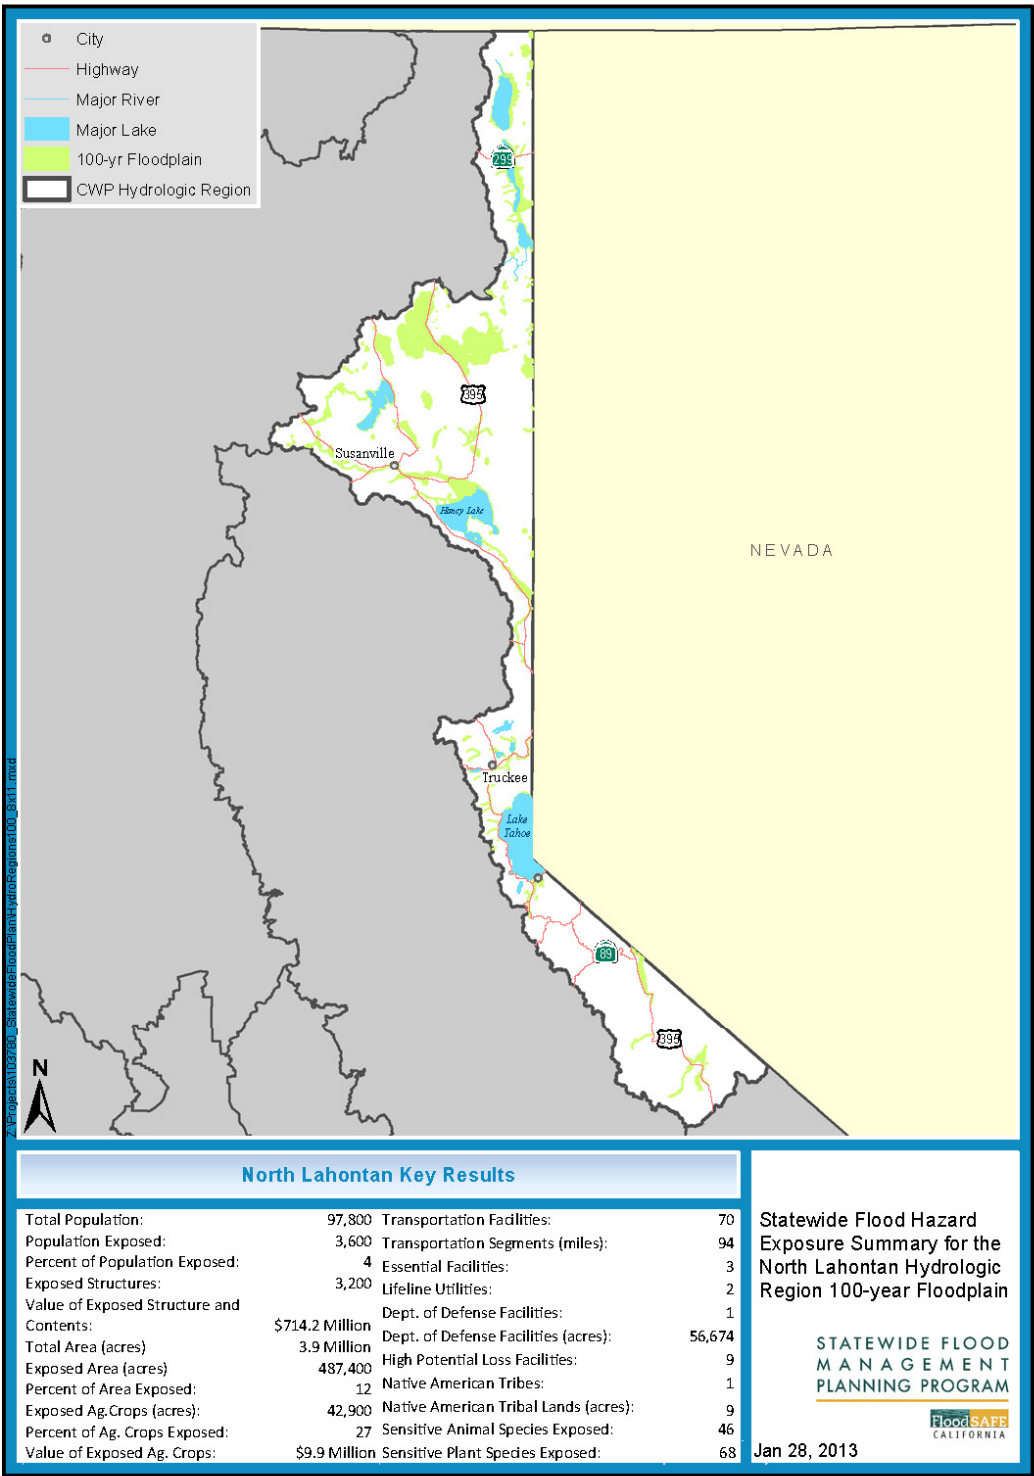 City
Highway
Major River
Major Lake
100-yr Floodplain
CWP Hydrologic Region
299
395
Susanville
Honey Lake
NEVADA
Truckee
Lake
Tahoe
89
395
N
Z:\Projects\103780_StatewideFloodPlan\HydroRegions100_8x11.mxd
North Lahontan Key Results
Total Population: 97,800
Population Exposed: 3,600
Percent of Population Exposed: 4
Exposed Structures: 3,200
Value of Exposed Structure and
Contents: $714.2 Million
Total Area (acres) 3.9 Million
Exposed Area (acres) 487,400
Percent of Area Exposed: 12
Exposed Ag.Crops (acres): 42,900
Percent of Ag. Crops Exposed: 27
Value of Exposed Ag. Crops: $9.9 Million
Transportation Facilities: 70
Transportation Segments (miles): 94
Essential Facilities: 3
Lifeline Utilities: 2
Dept. of Defense Facilities: 1
Dept. of Defense Facilities (acres): 56,674
High Potential Loss Facilities: 9
Native American Tribes: 1
Native American Tribal Lands (acres): 9
Sensitive Animal Species Exposed: 46
Sensitive Plant Species Exposed: 68
Statewide Flood Hazard
Exposure Summary for the
North Lahontan Hydrologic
Region 100-year Floodplain
STATEWIDE FLOOD
MANAGEMENT
PLANNING PROGRAM
FloodSAFE
CALIFORNIA
Jan 28, 2013